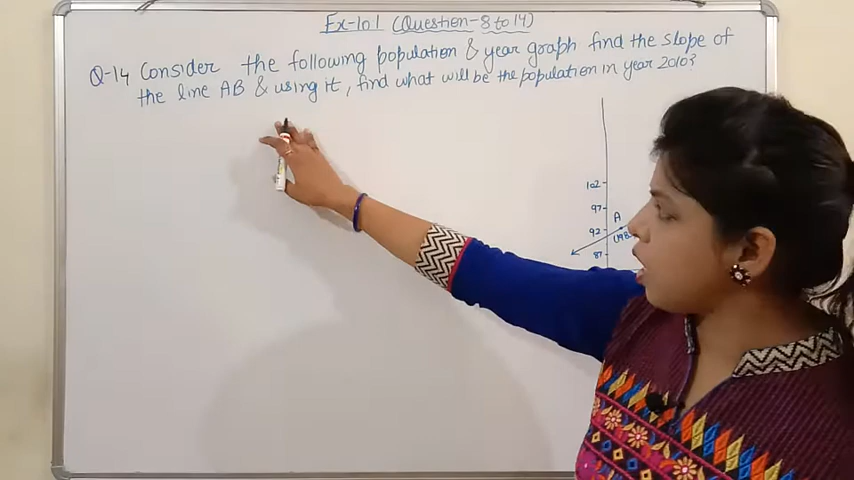 Ex-10.1 (Question-8 to 14)
Q-14 Consider the following population & year graph find the slope of
the line AB & using it, find what will be the population in year 2010?
102
97
A
92
87